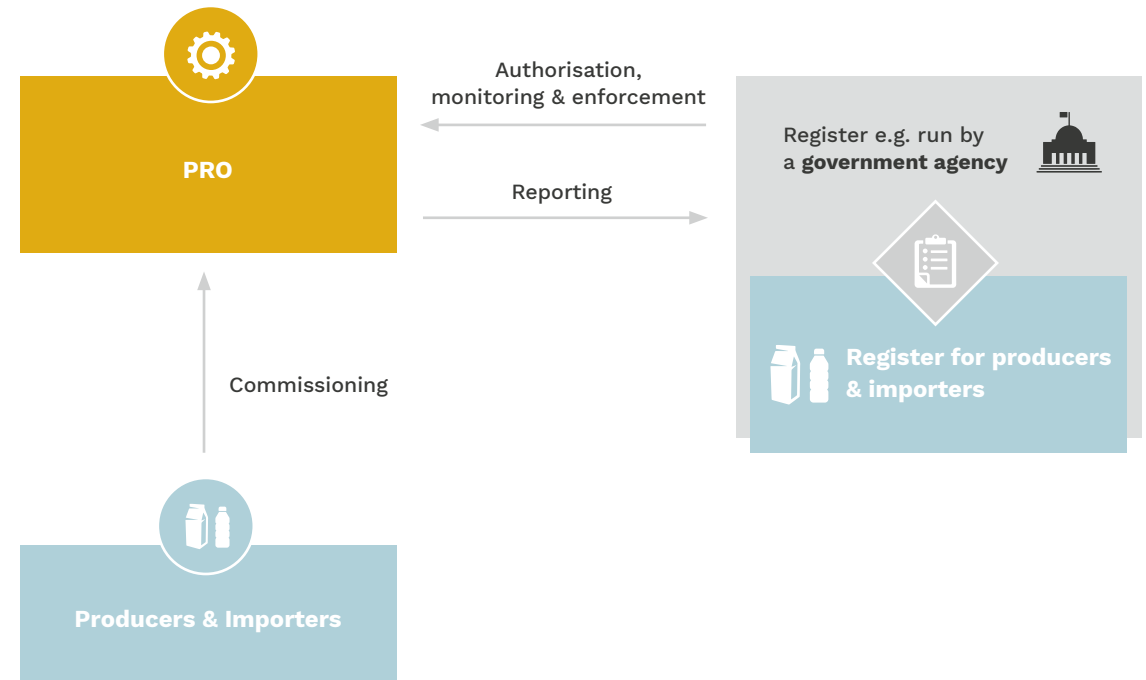 PRO
Authorisation,
monitoring & enforcement
Reporting
Register e.g. run by
a government agency
Register for producers
& importers
Commissioning
Producers & Importers